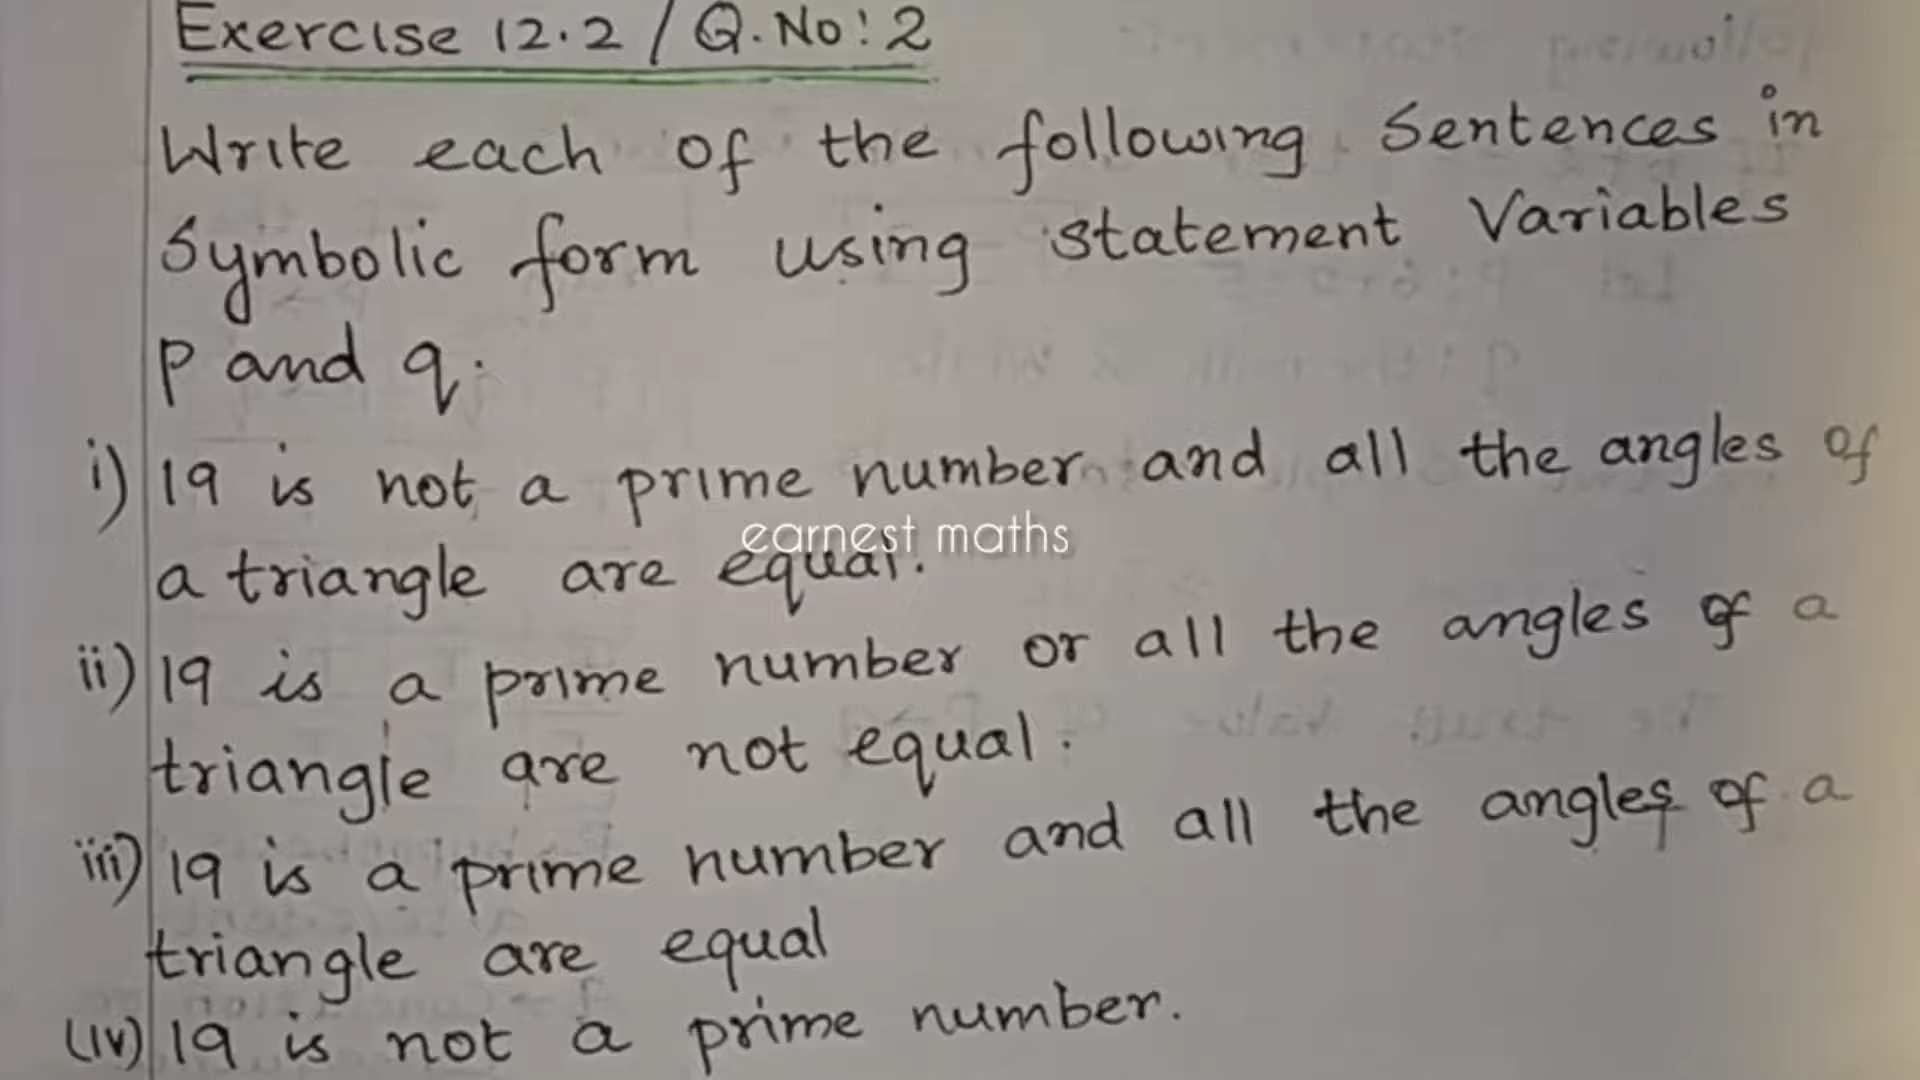 Exercise 12.2 / Q.No: 2
Write each of the following Sentences in
Symbolic form using statement Variables
p and q.
i) 19 is not a prime number and all the angles of
a triangle are equal.
earnest maths
ii) 19 is a prime number or all the angles of a
triangle are not equal.
iii) 19 is a prime number and all the angles of a
triangle are equal
(iv) 19 is not a prime number.